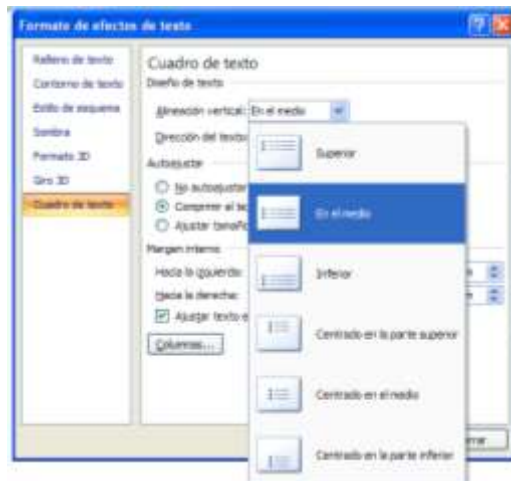 Formato de efectos de texto
Relleno de texto
Contorno de texto
Estilo de esquema
Sombra
Formato 3D
Giro 3D
Cuadro de texto
Cuadro de texto
Diseño de texto
Alineación vertical: En el medio
Dirección del texto
Autoajustar
No autoajustar
Comprimir el te
Ajustar tamaño
Margen interno
Hacia la izquierda:
Hacia la derecha:
Ajustar texto e
Columnas...
Superior
En el medio
Inferior
Centrado en la parte superior
Centrado en el medio
Centrado en la parte inferior
rrar